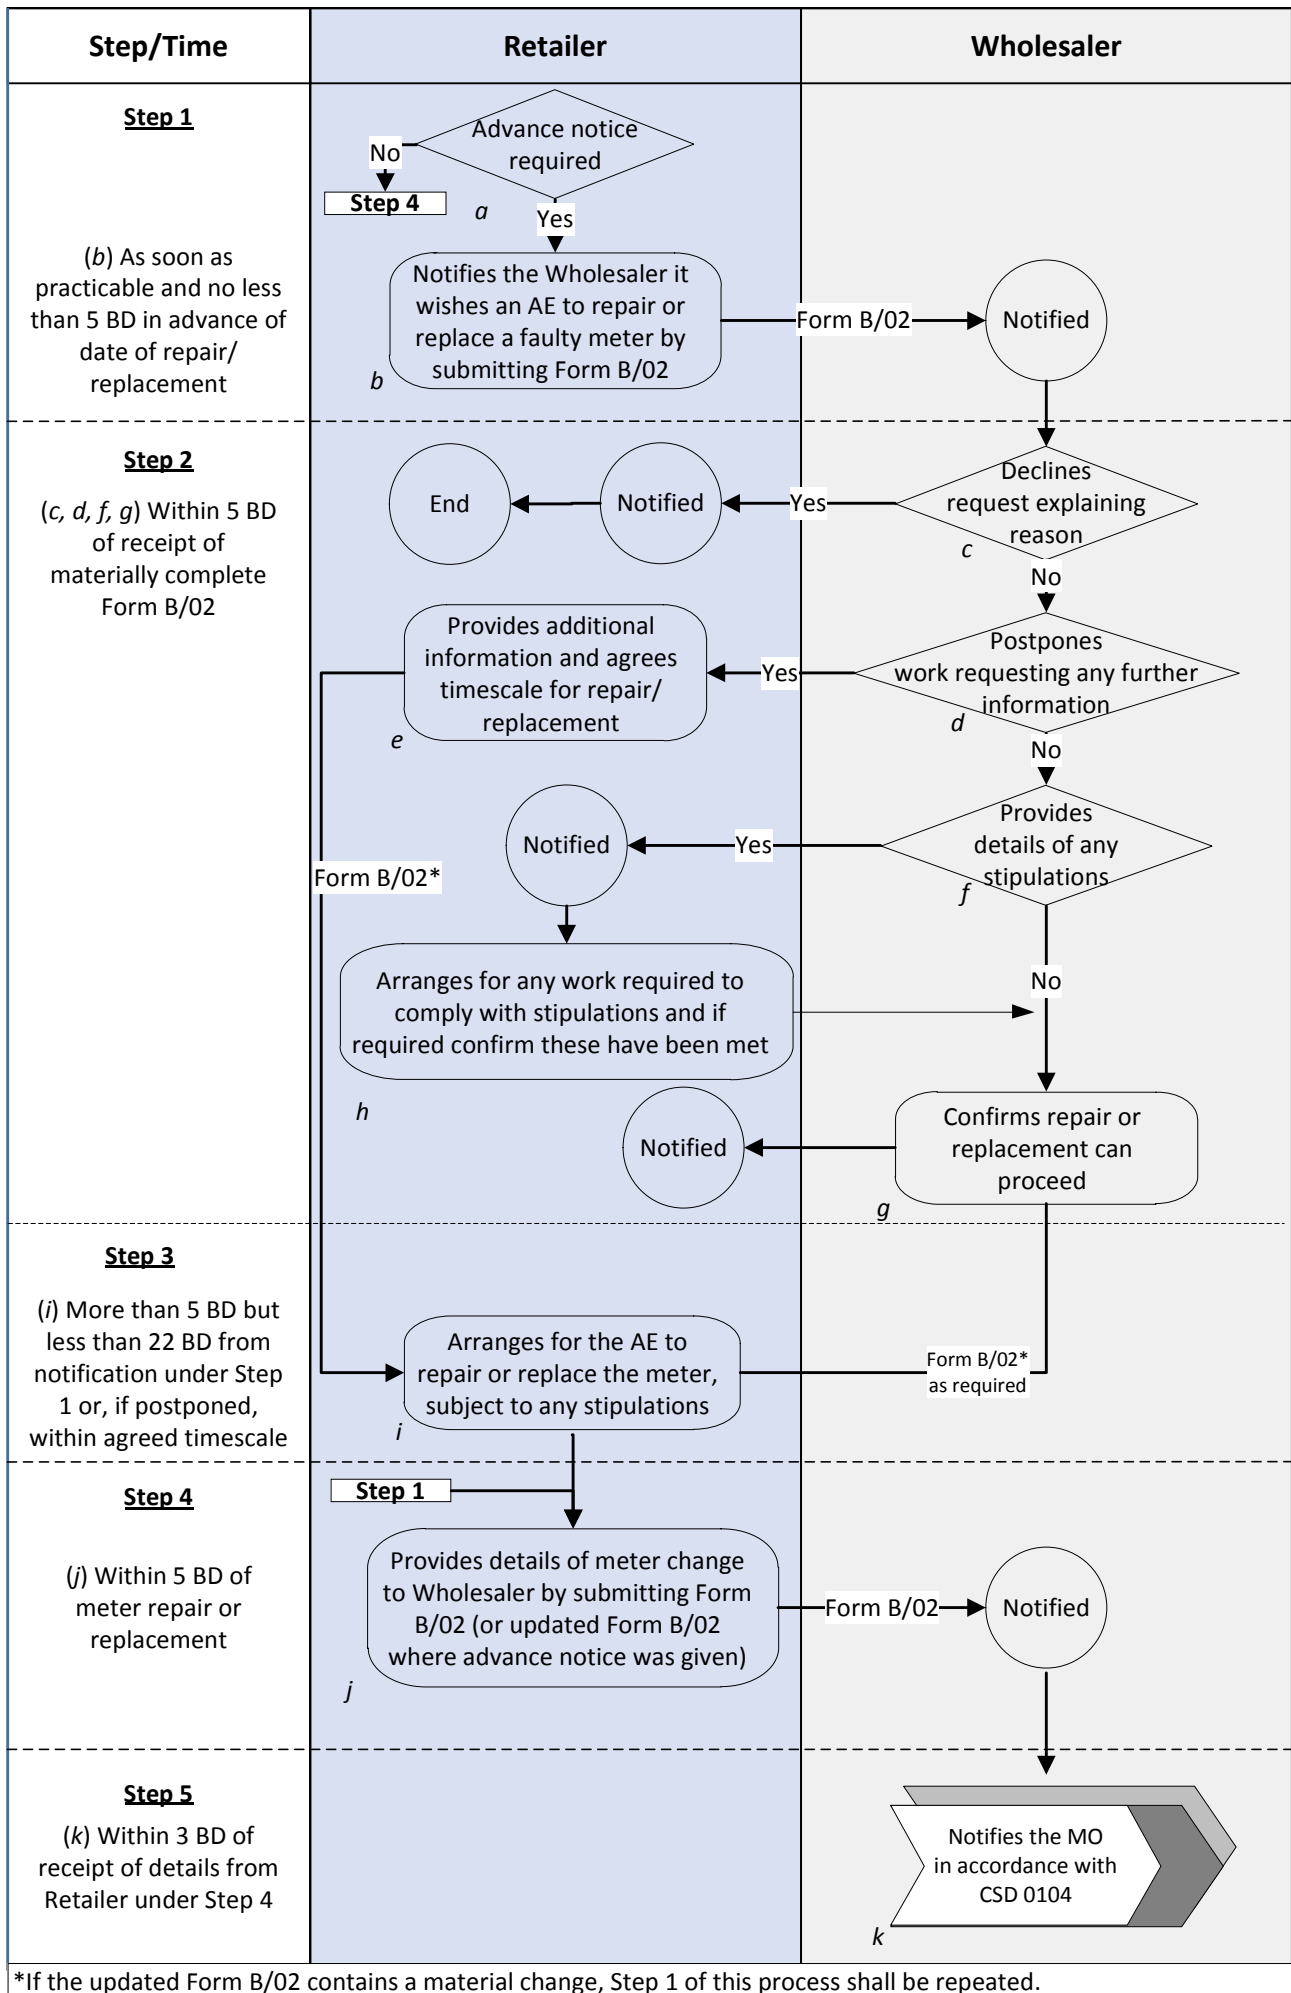 Step/Time
Retailer
Wholesaler
Step 1
Advance notice
required
No
Step 4
a
Yes
(b) As soon as
practicable and no less
than 5 BD in advance of
date of repair/
replacement
Notifies the Wholesaler it
wishes an AE to repair or
replace a faulty meter by
submitting Form B/02
b
Form B/02
Notified
Step 2
(c, d, f, g) Within 5 BD
of receipt of
materially complete
Form B/02
End
Notified
Yes
Declines
request explaining
reason
c
No
Provides additional
information and agrees
timescale for repair/
replacement
e
Yes
Postpones
work requesting any further
information
d
No
Notified
Yes
Provides
details of any
stipulations
f
Form B/02*
Arranges for any work required to
comply with stipulations and if
required confirm these have been met
h
No
Notified
Confirms repair or
replacement can
proceed
g
Step 3
(i) More than 5 BD but
less than 22 BD from
notification under Step
1 or, if postponed,
within agreed timescale
Arranges for the AE to
repair or replace the meter,
subject to any stipulations
i
Form B/02*
as required
Step 4
Step 1
(j) Within 5 BD of
meter repair or
replacement
Provides details of meter change
to Wholesaler by submitting Form
B/02 (or updated Form B/02
where advance notice was given)
j
Form B/02
Notified
Step 5
(k) Within 3 BD of
receipt of details from
Retailer under Step 4
Notifies the MO
in accordance with
CSD 0104
k
*If the updated Form B/02 contains a material change, Step 1 of this process shall be repeated.